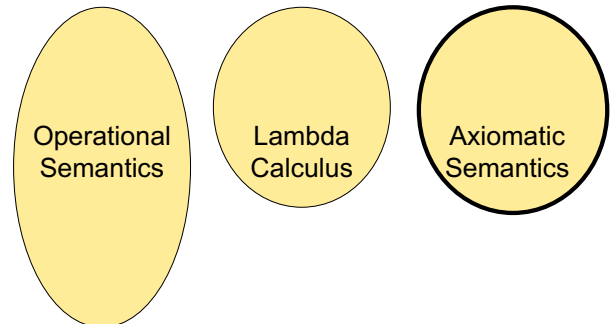 Operational
Semantics
Lambda
Calculus
Axiomatic
Semantics